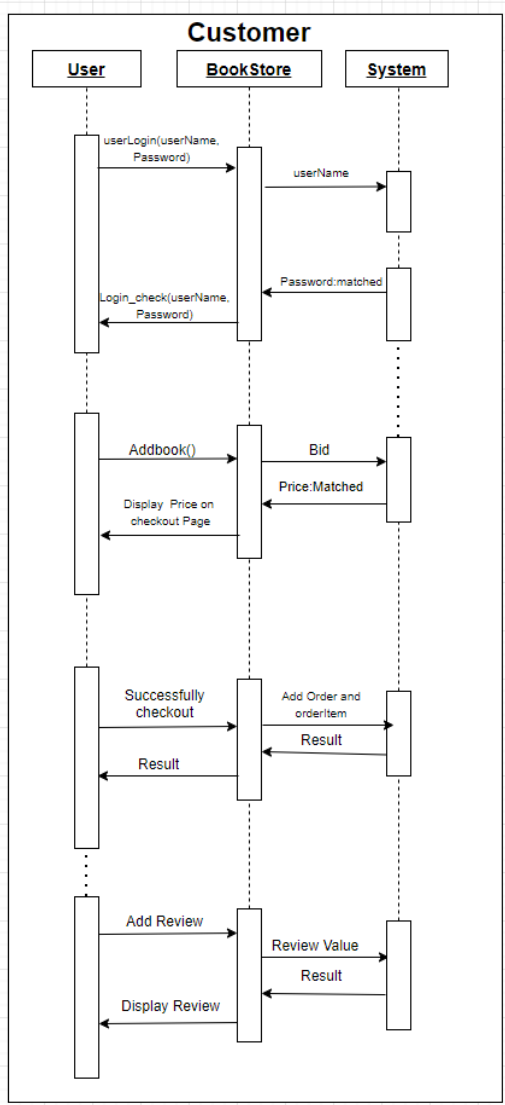 Customer
User
BookStore
System
userLogin(userName,
Password)
userName
Password:matched
Login_check(userName,
Password)
Addbook()
Bid
Price:Matched
Display Price on
checkout Page
Successfully
checkout
Add Order and
orderItem
Result
Result
Add Review
Review Value
Result
Display Review